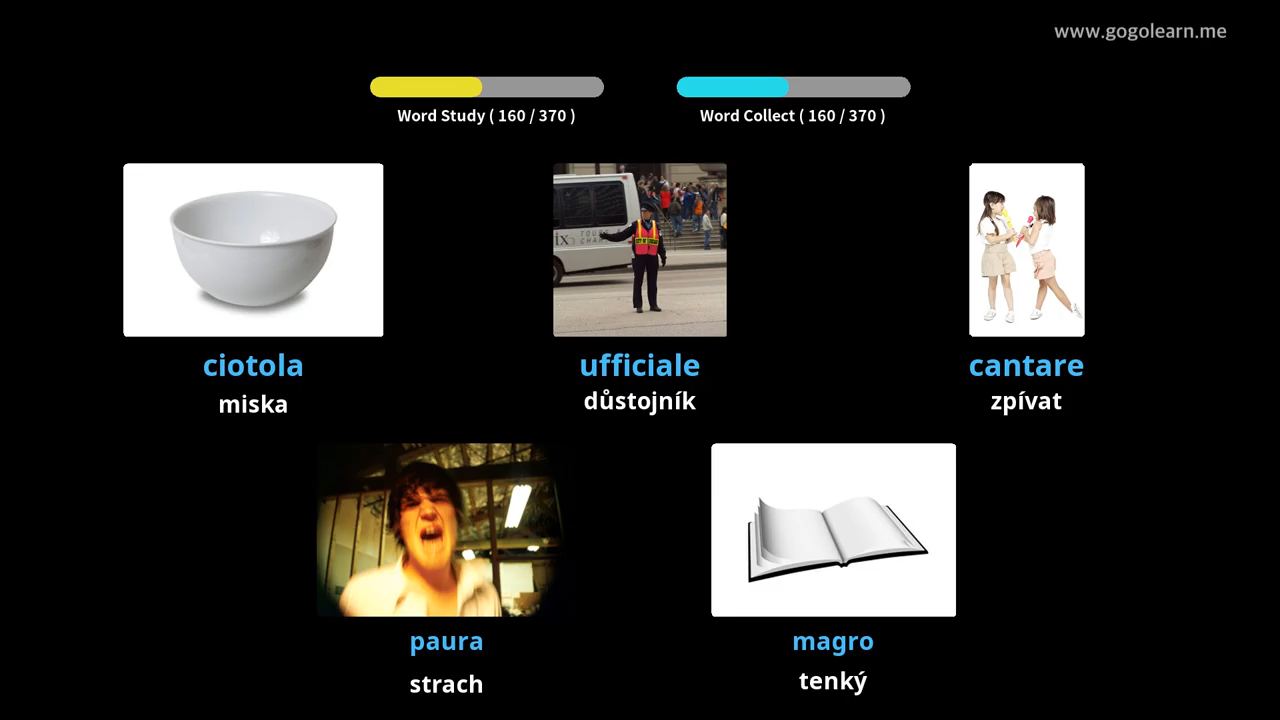 www.gogolearn.me
Word Study ( 160 / 370 )
Word Collect ( 160 / 370 )
ciotola
miska
ufficiale
důstojník
cantare
zpívat
paura
strach
magro
tenký